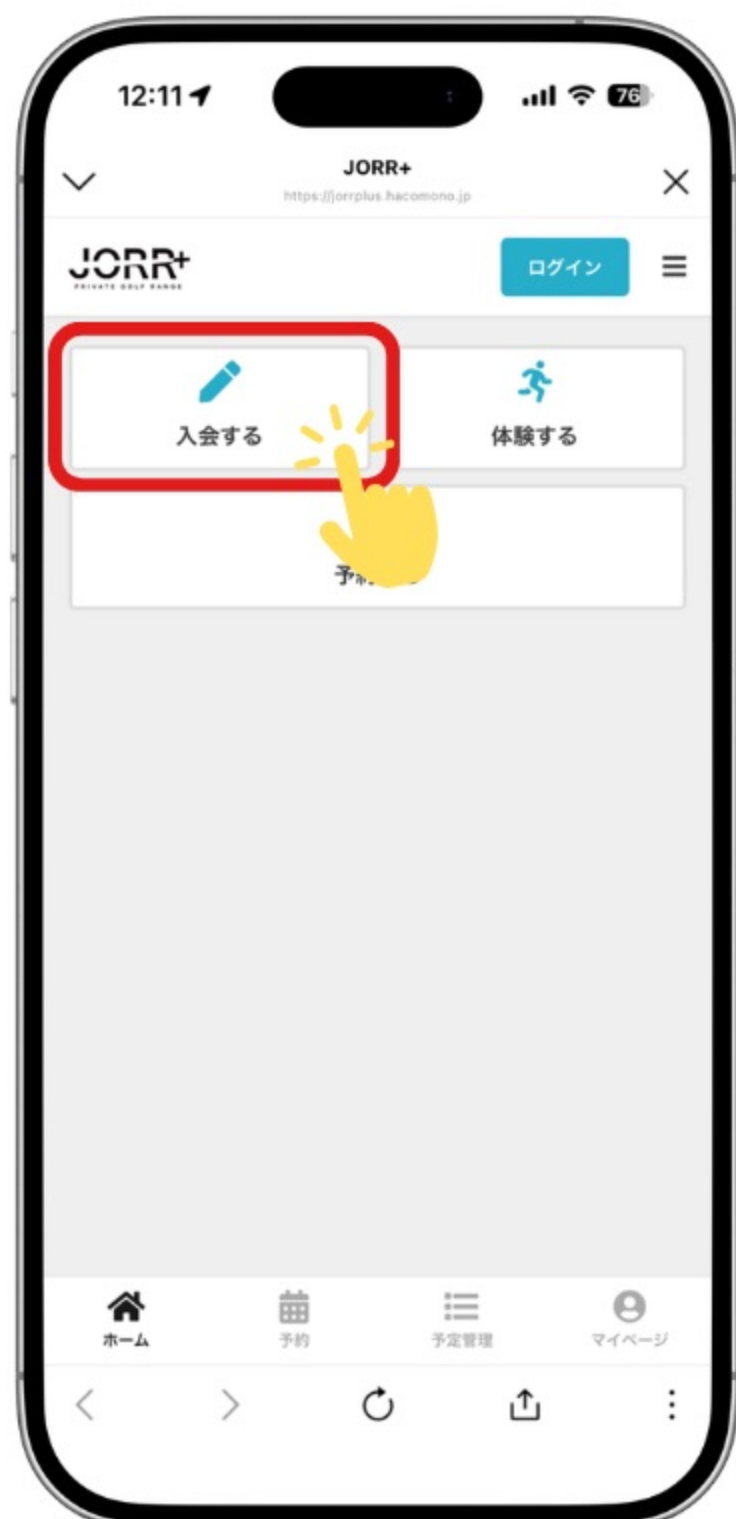 12:11
76
JORR+
https://jorrplus.hacomono.jp
JORR+
PRIVATE GOLF RANGE
ログイン
入会する
体験する
ホーム
予約
予定管理
マイページ